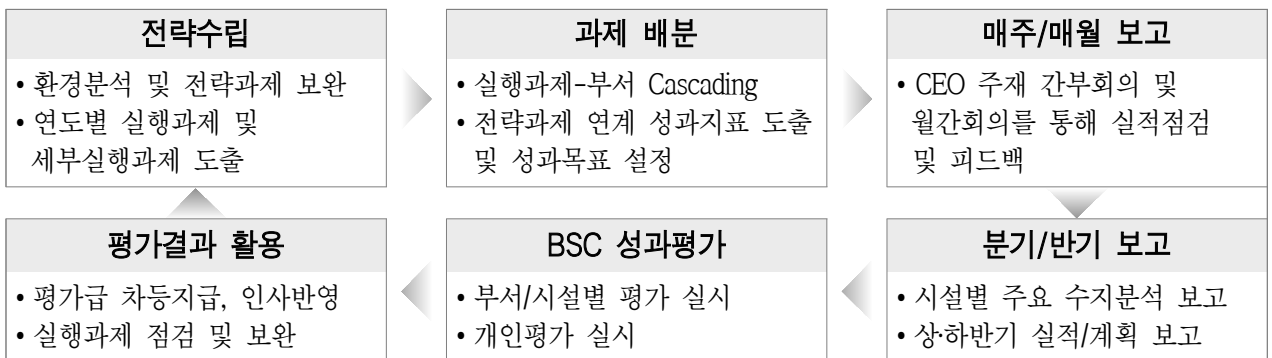 전략수립
• 환경분석 및 전략과제 보완
• 연도별 실행과제 및
세부실행과제 도출
과제 배분
• 실행과제-부서 Cascading
• 전략과제 연계 성과지표 도출
및 성과목표 설정
매주/매월 보고
• CEO 주재 간부회의 및
월간회의를 통해 실적점검
및 피드백
분기/반기 보고
• 시설별 주요 수지분석 보고
• 상·하반기 실적/계획 보고
BSC 성과평가
• 부서/시설별 평가 실시
• 개인평가 실시
평가결과 활용
• 평가급 차등지급, 인사반영
• 실행과제 점검 및 보완